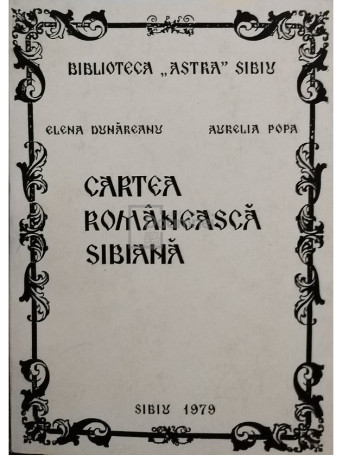 BIBLIOTECA „ASTRA” SIBIU
ELENA DUNĂREANU AURELIA POPA
CARTEA
ROMÂNEASCĂ
SIBIANĂ
SIBIU 1979